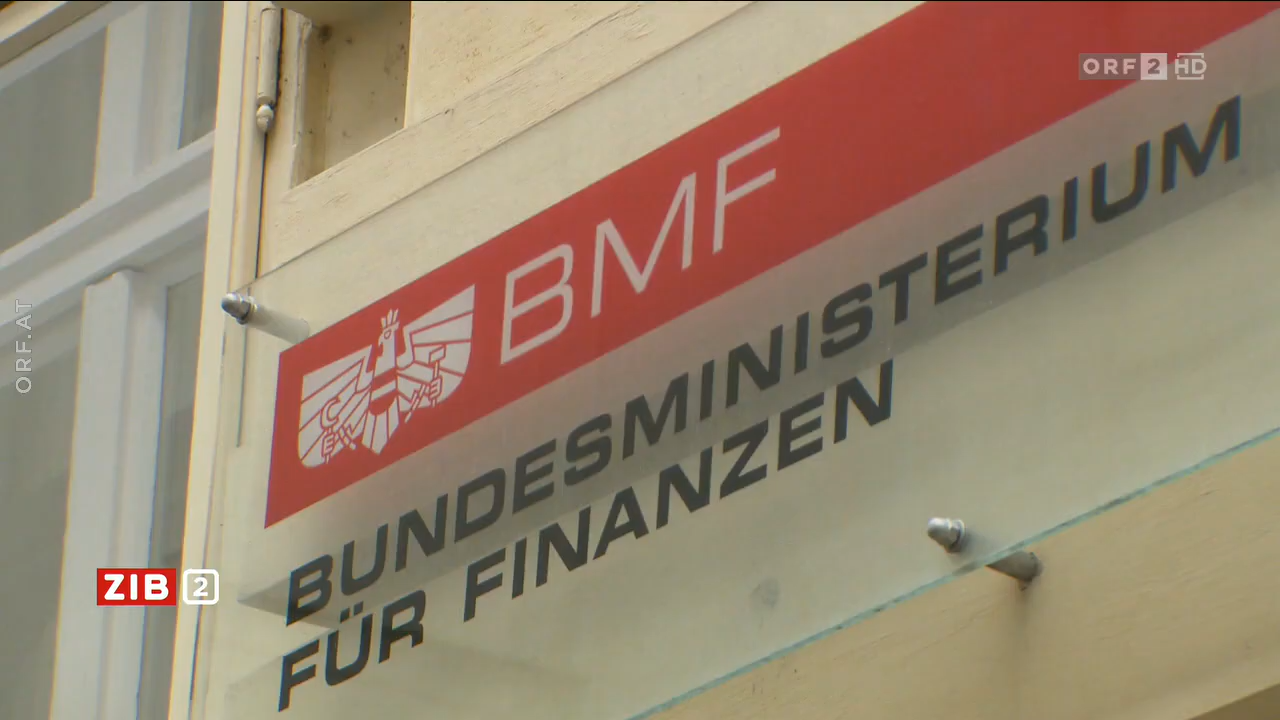 ORF 2 HD
BMF
BUNDESMINISTERIUM
FÜR FINANZEN
ORF.AT
ZIB 2